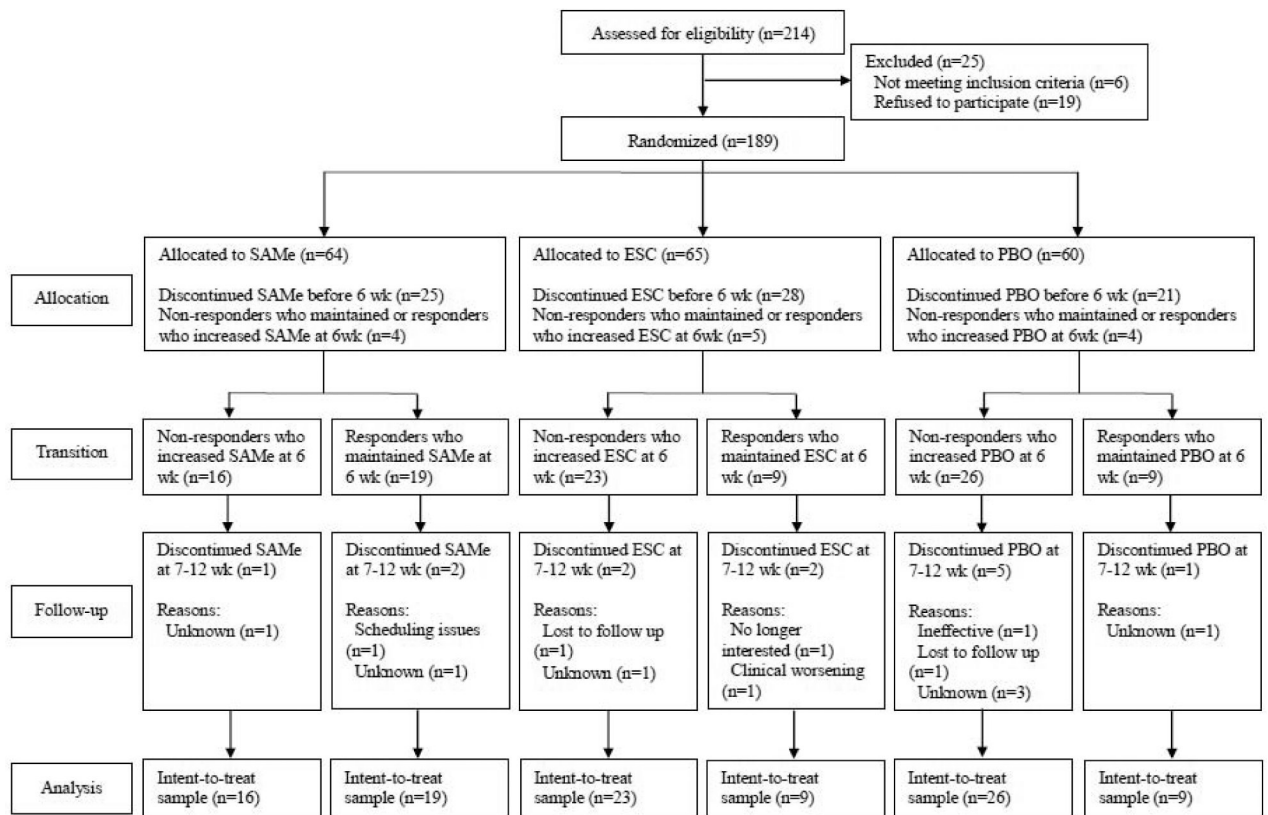 Assessed for eligibility (n=214)
Excluded (n=25)
Not meeting inclusion criteria (n=6)
Refused to participate (n=19)
Randomized (n=189)
Allocation
Allocated to SAMe (n=64)
Discontinued SAMe before 6 wk (n=25)
Non-responders who maintained or responders
who increased SAMe at 6wk (n=4)
Allocated to ESC (n=65)
Discontinued ESC before 6 wk (n=28)
Non-responders who maintained or responders
who increased ESC at 6wk (n=5)
Allocated to PBO (n=60)
Discontinued PBO before 6 wk (n=21)
Non-responders who maintained or responders
who increased PBO at 6wk (n=4)
Transition
Non-responders who
increased SAMe at 6
wk (n=16)
Responders who
maintained SAMe at
6 wk (n=19)
Non-responders who
increased ESC at 6
wk (n=23)
Responders who
maintained ESC at 6
wk (n=9)
Non-responders who
increased PBO at 6
wk (n=26)
Responders who
maintained PBO at 6
wk (n=9)
Follow-up
Discontinued SAMe
at 7-12 wk (n=1)
Reasons:
Unknown (n=1)
Discontinued SAMe
at 7-12 wk (n=2)
Reasons:
Scheduling issues
(n=1)
Unknown (n=1)
Discontinued ESC at
7-12 wk (n=2)
Reasons:
Lost to follow up
(n=1)
Unknown (n=1)
Discontinued ESC at
7-12 wk (n=2)
Reasons:
No longer
interested (n=1)
Clinical worsening
(n=1)
Discontinued PBO at
7-12 wk (n=5)
Reasons:
Ineffective (n=1)
Lost to follow up
(n=1)
Unknown (n=3)
Discontinued PBO at
7-12 wk (n=1)
Reasons:
Unknown (n=1)
Analysis
Intent-to-treat
sample (n=16)
Intent-to-treat
sample (n=19)
Intent-to-treat
sample (n=23)
Intent-to-treat
sample (n=9)
Intent-to-treat
sample (n=26)
Intent-to-treat
sample (n=9)